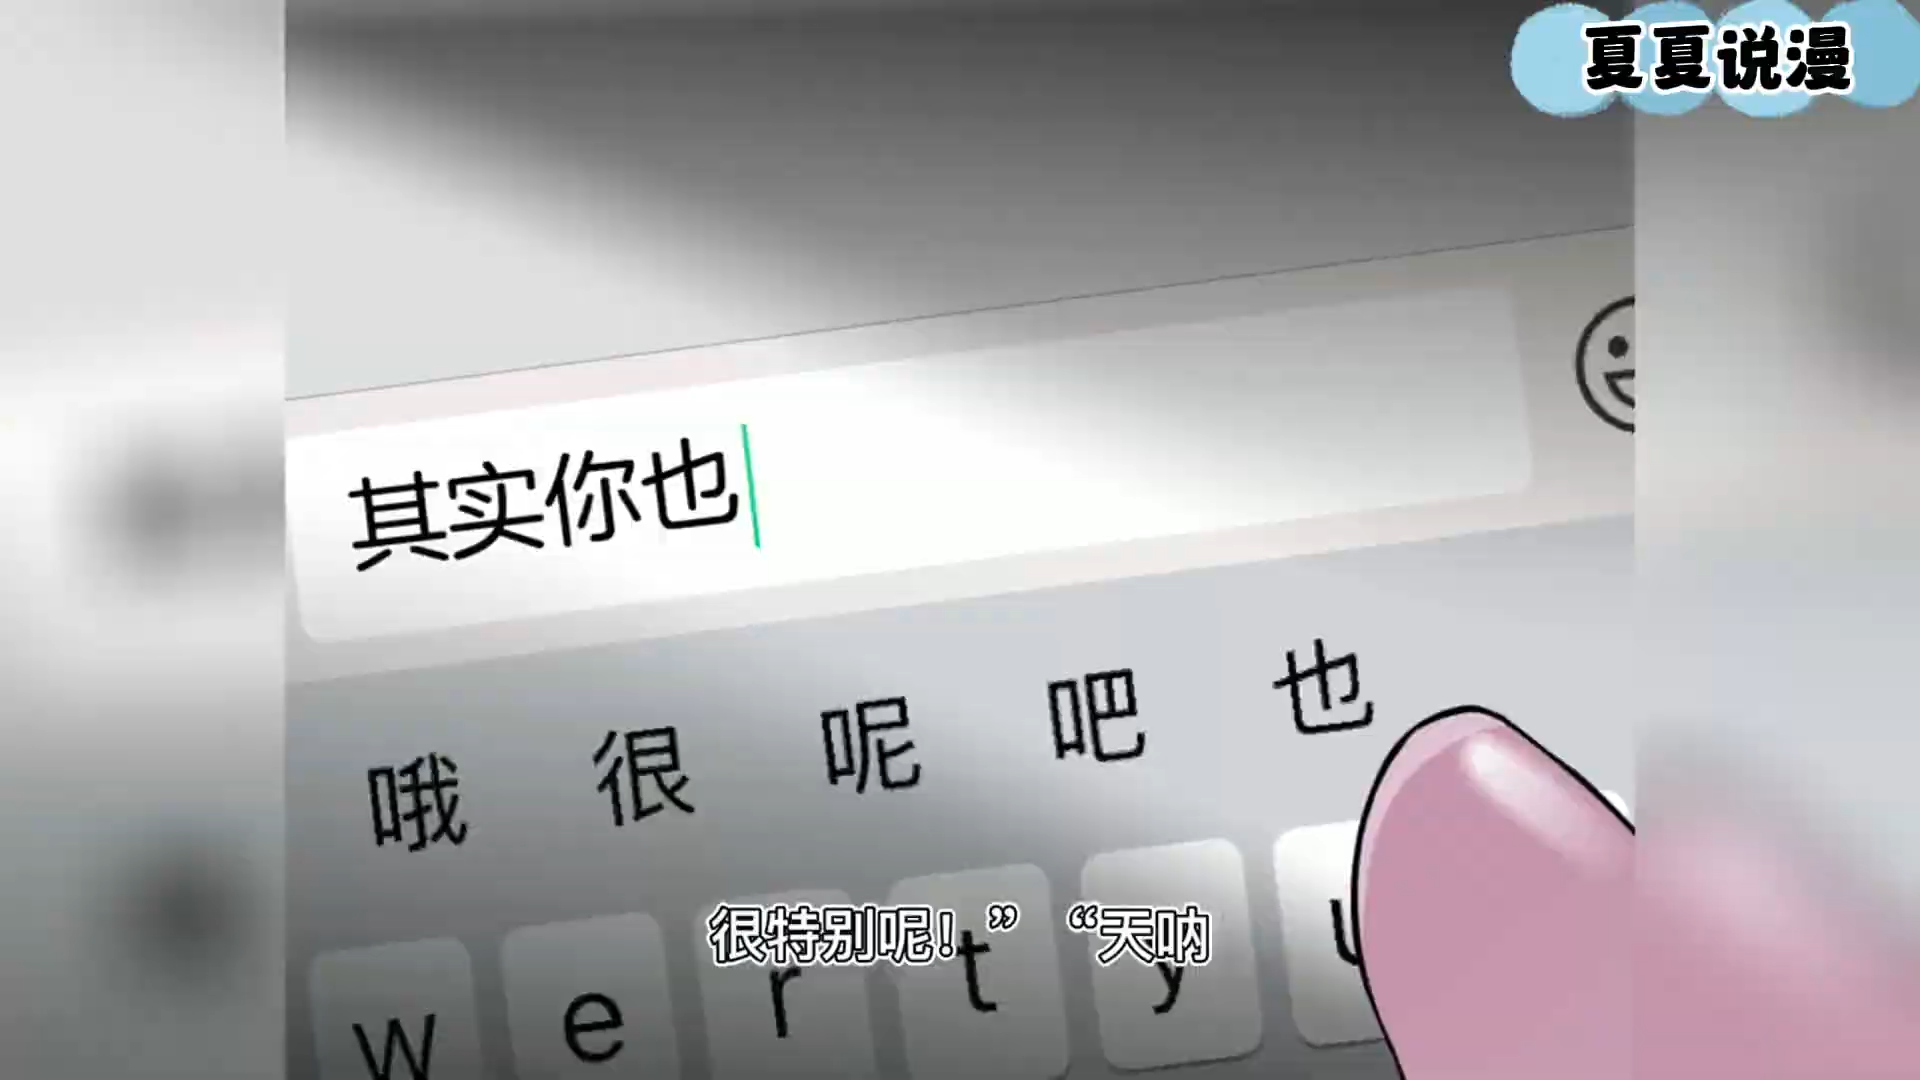 夏夏说漫
其实你也
哦 很 呢 吧 也
很特别呢！” “天呐
w e r t y u